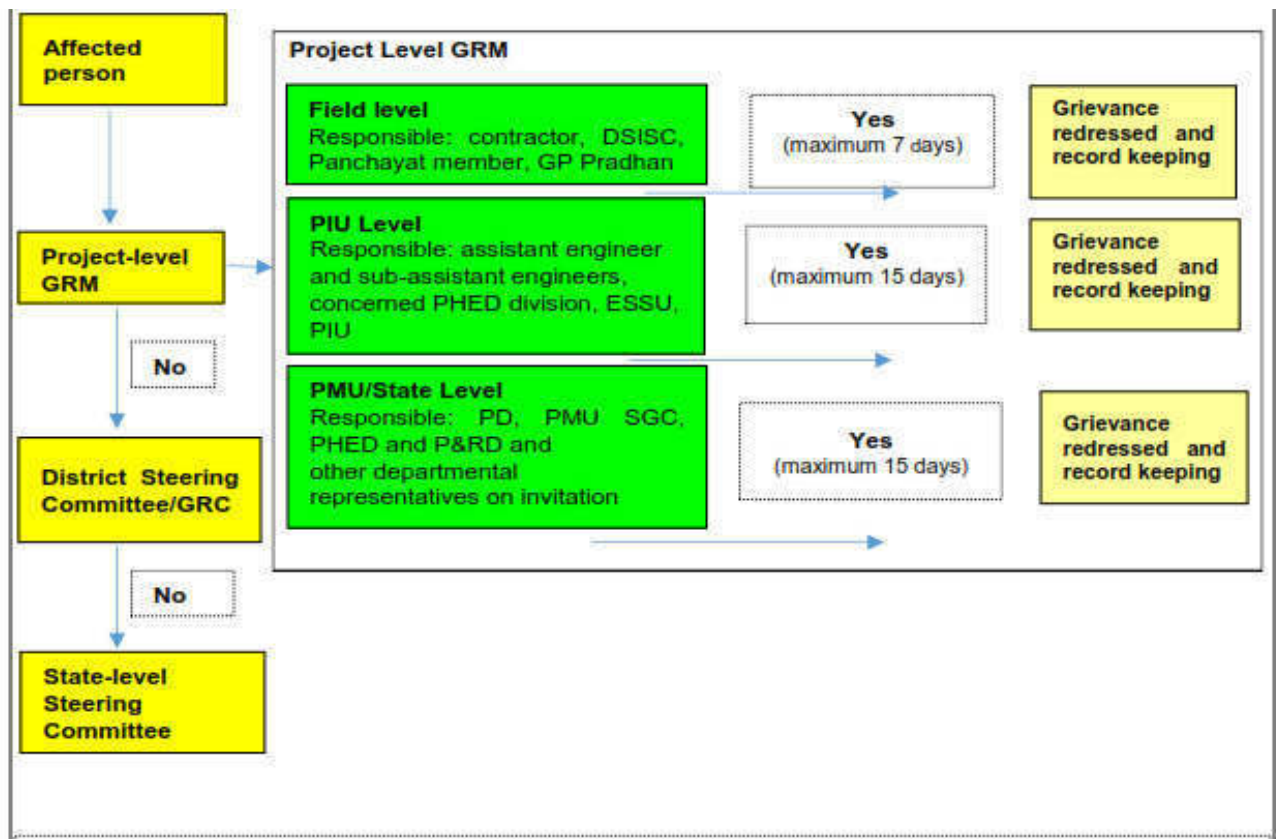 Affected
person
Project-level
GRM
No
District Steering
Committee/GRC
No
State-level
Steering
Committee
Project Level GRM
Field level
Responsible: contractor, DSISC,
Panchayat member, GP Pradhan
Yes
(maximum 7 days)
Grievance
redressed and
record keeping
PIU Level
Responsible: assistant engineer
and sub-assistant engineers,
concerned PHED division, ESSU,
PIU
Yes
(maximum 15 days)
Grievance
redressed and
record keeping
PMU/State Level
Responsible: PD, PMU SGC,
PHED and P&RD and
other departmental
representatives on invitation
Yes
(maximum 15 days)
Grievance
redressed and
record keeping